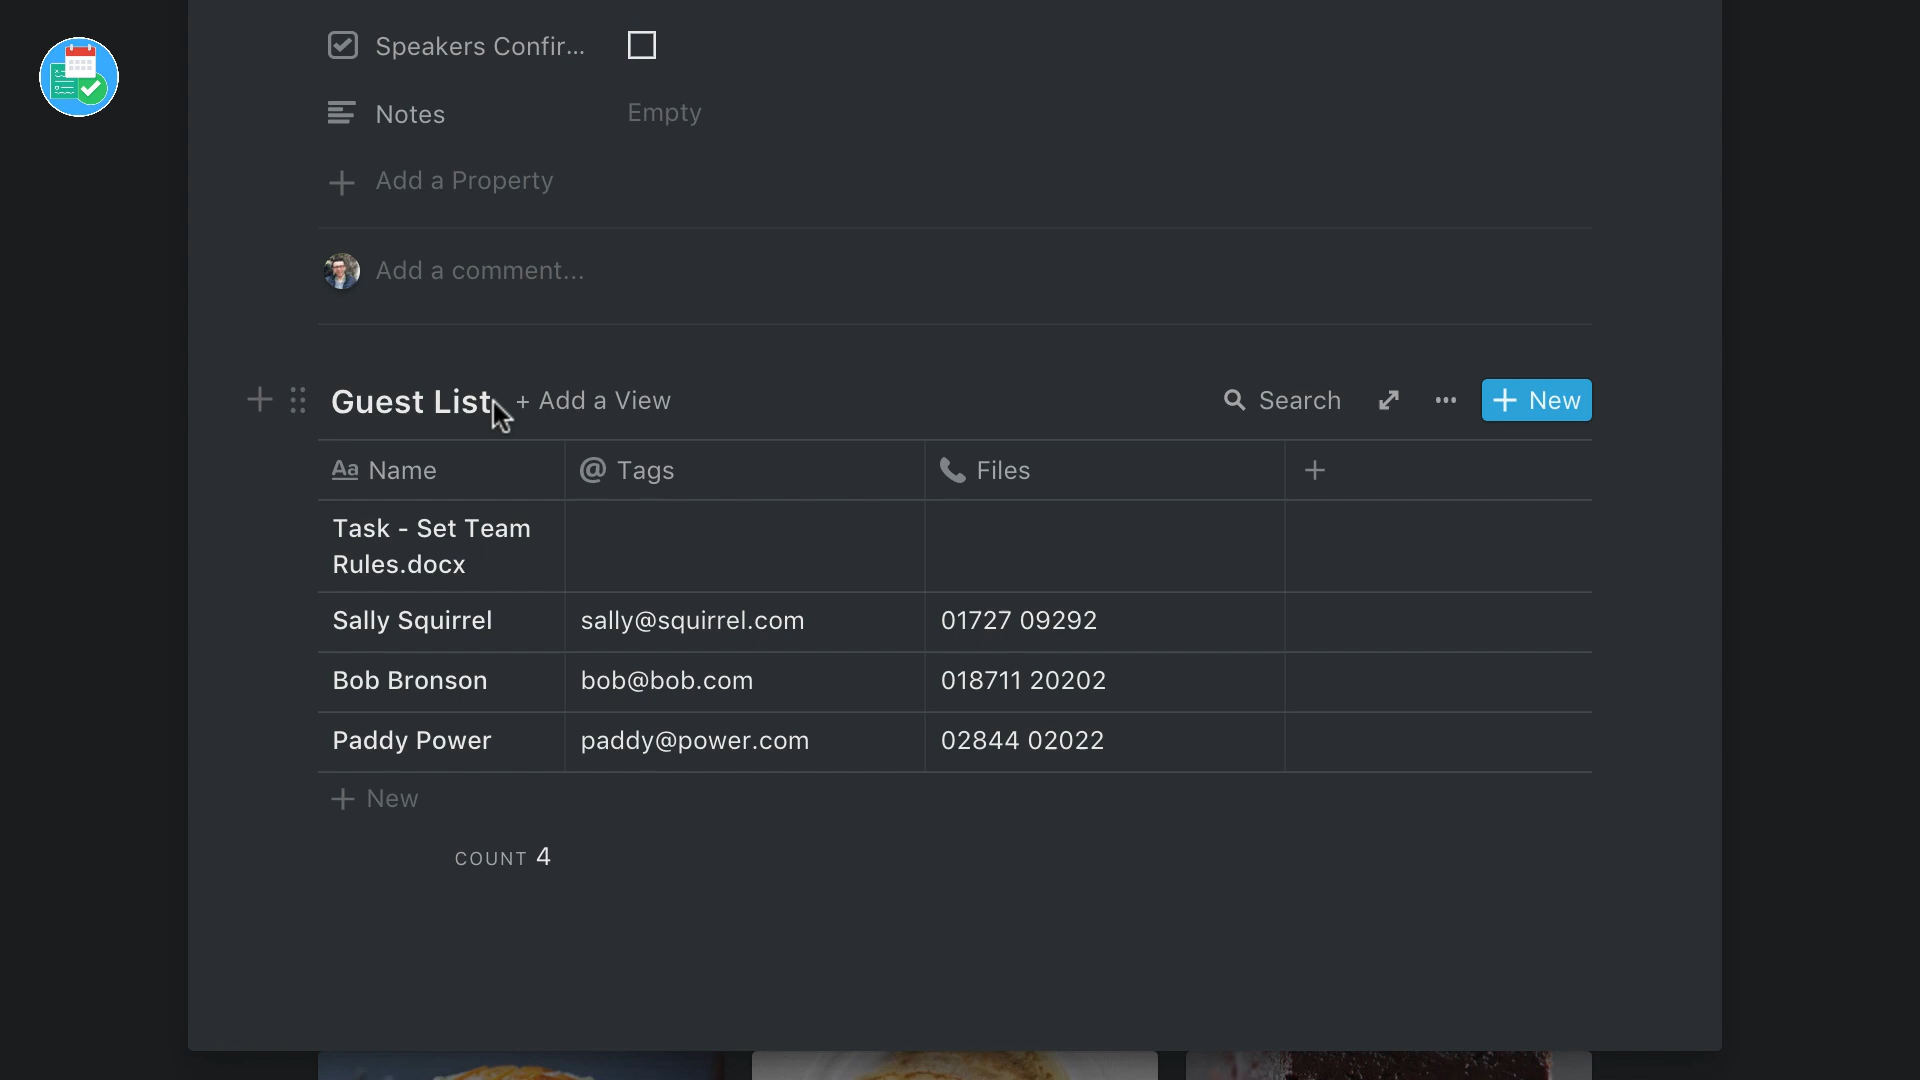 Speakers Confir...
Notes Empty
Add a Property
Add a comment...
Guest List + Add a View Search New
Aa Name @ Tags Files
Task - Set Team
Rules.docx
Sally Squirrel sally@squirrel.com 01727 09292
Bob Bronson bob@bob.com 018711 20202
Paddy Power paddy@power.com 02844 02022
New
COUNT 4